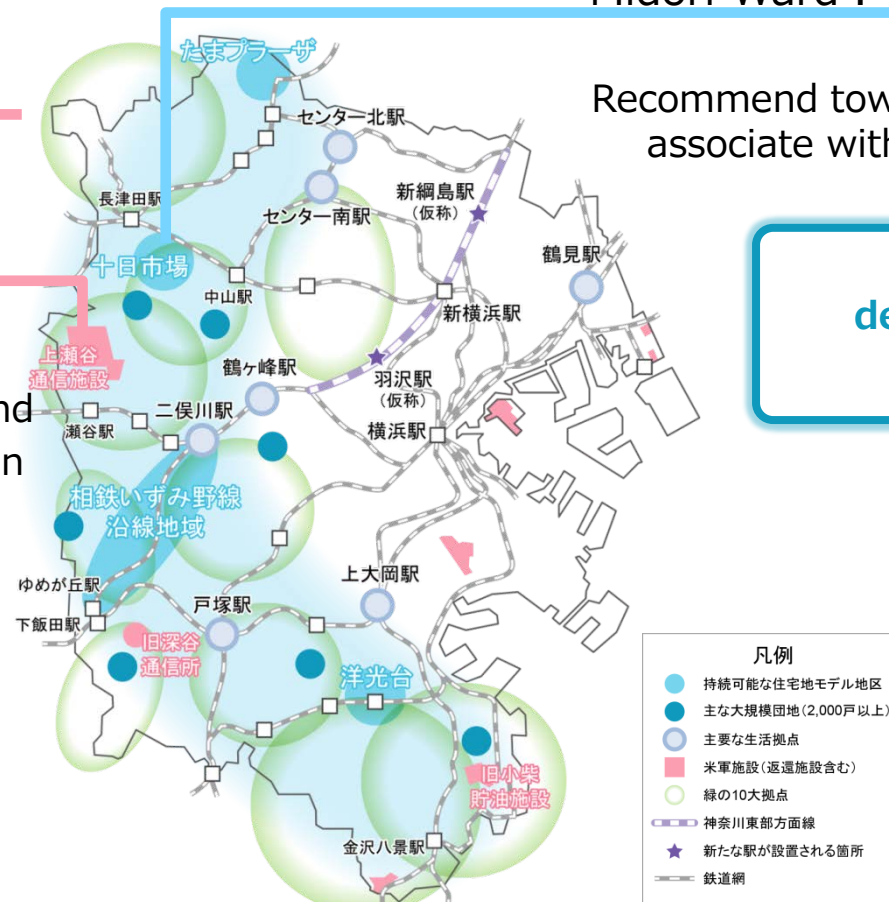 Midori Ward
たまプラーザ
Recommend tow
associate with
センター北駅
長津田駅
センター南駅
新綱島駅
(仮称)
鶴見駅
十日市場
中山駅
新横浜駅
de
上瀬谷
通信施設
鶴ヶ峰駅
羽沢駅
(仮称)
nd
瀬谷駅
二俣川駅
横浜駅
n
相鉄いずみ野線
沿線地域
ゆめが丘駅
下飯田駅
戸塚駅
上大岡駅
旧深谷
通信所
洋光台
旧小柴
貯油施設
金沢八景駅
凡例
持続可能な住宅地モデル地区
主な大規模団地(2,000戸以上)
主要な生活拠点
米軍施設(返還施設含む)
緑の10大拠点
神奈川東部方面線
新たな駅が設置される箇所
鉄道網